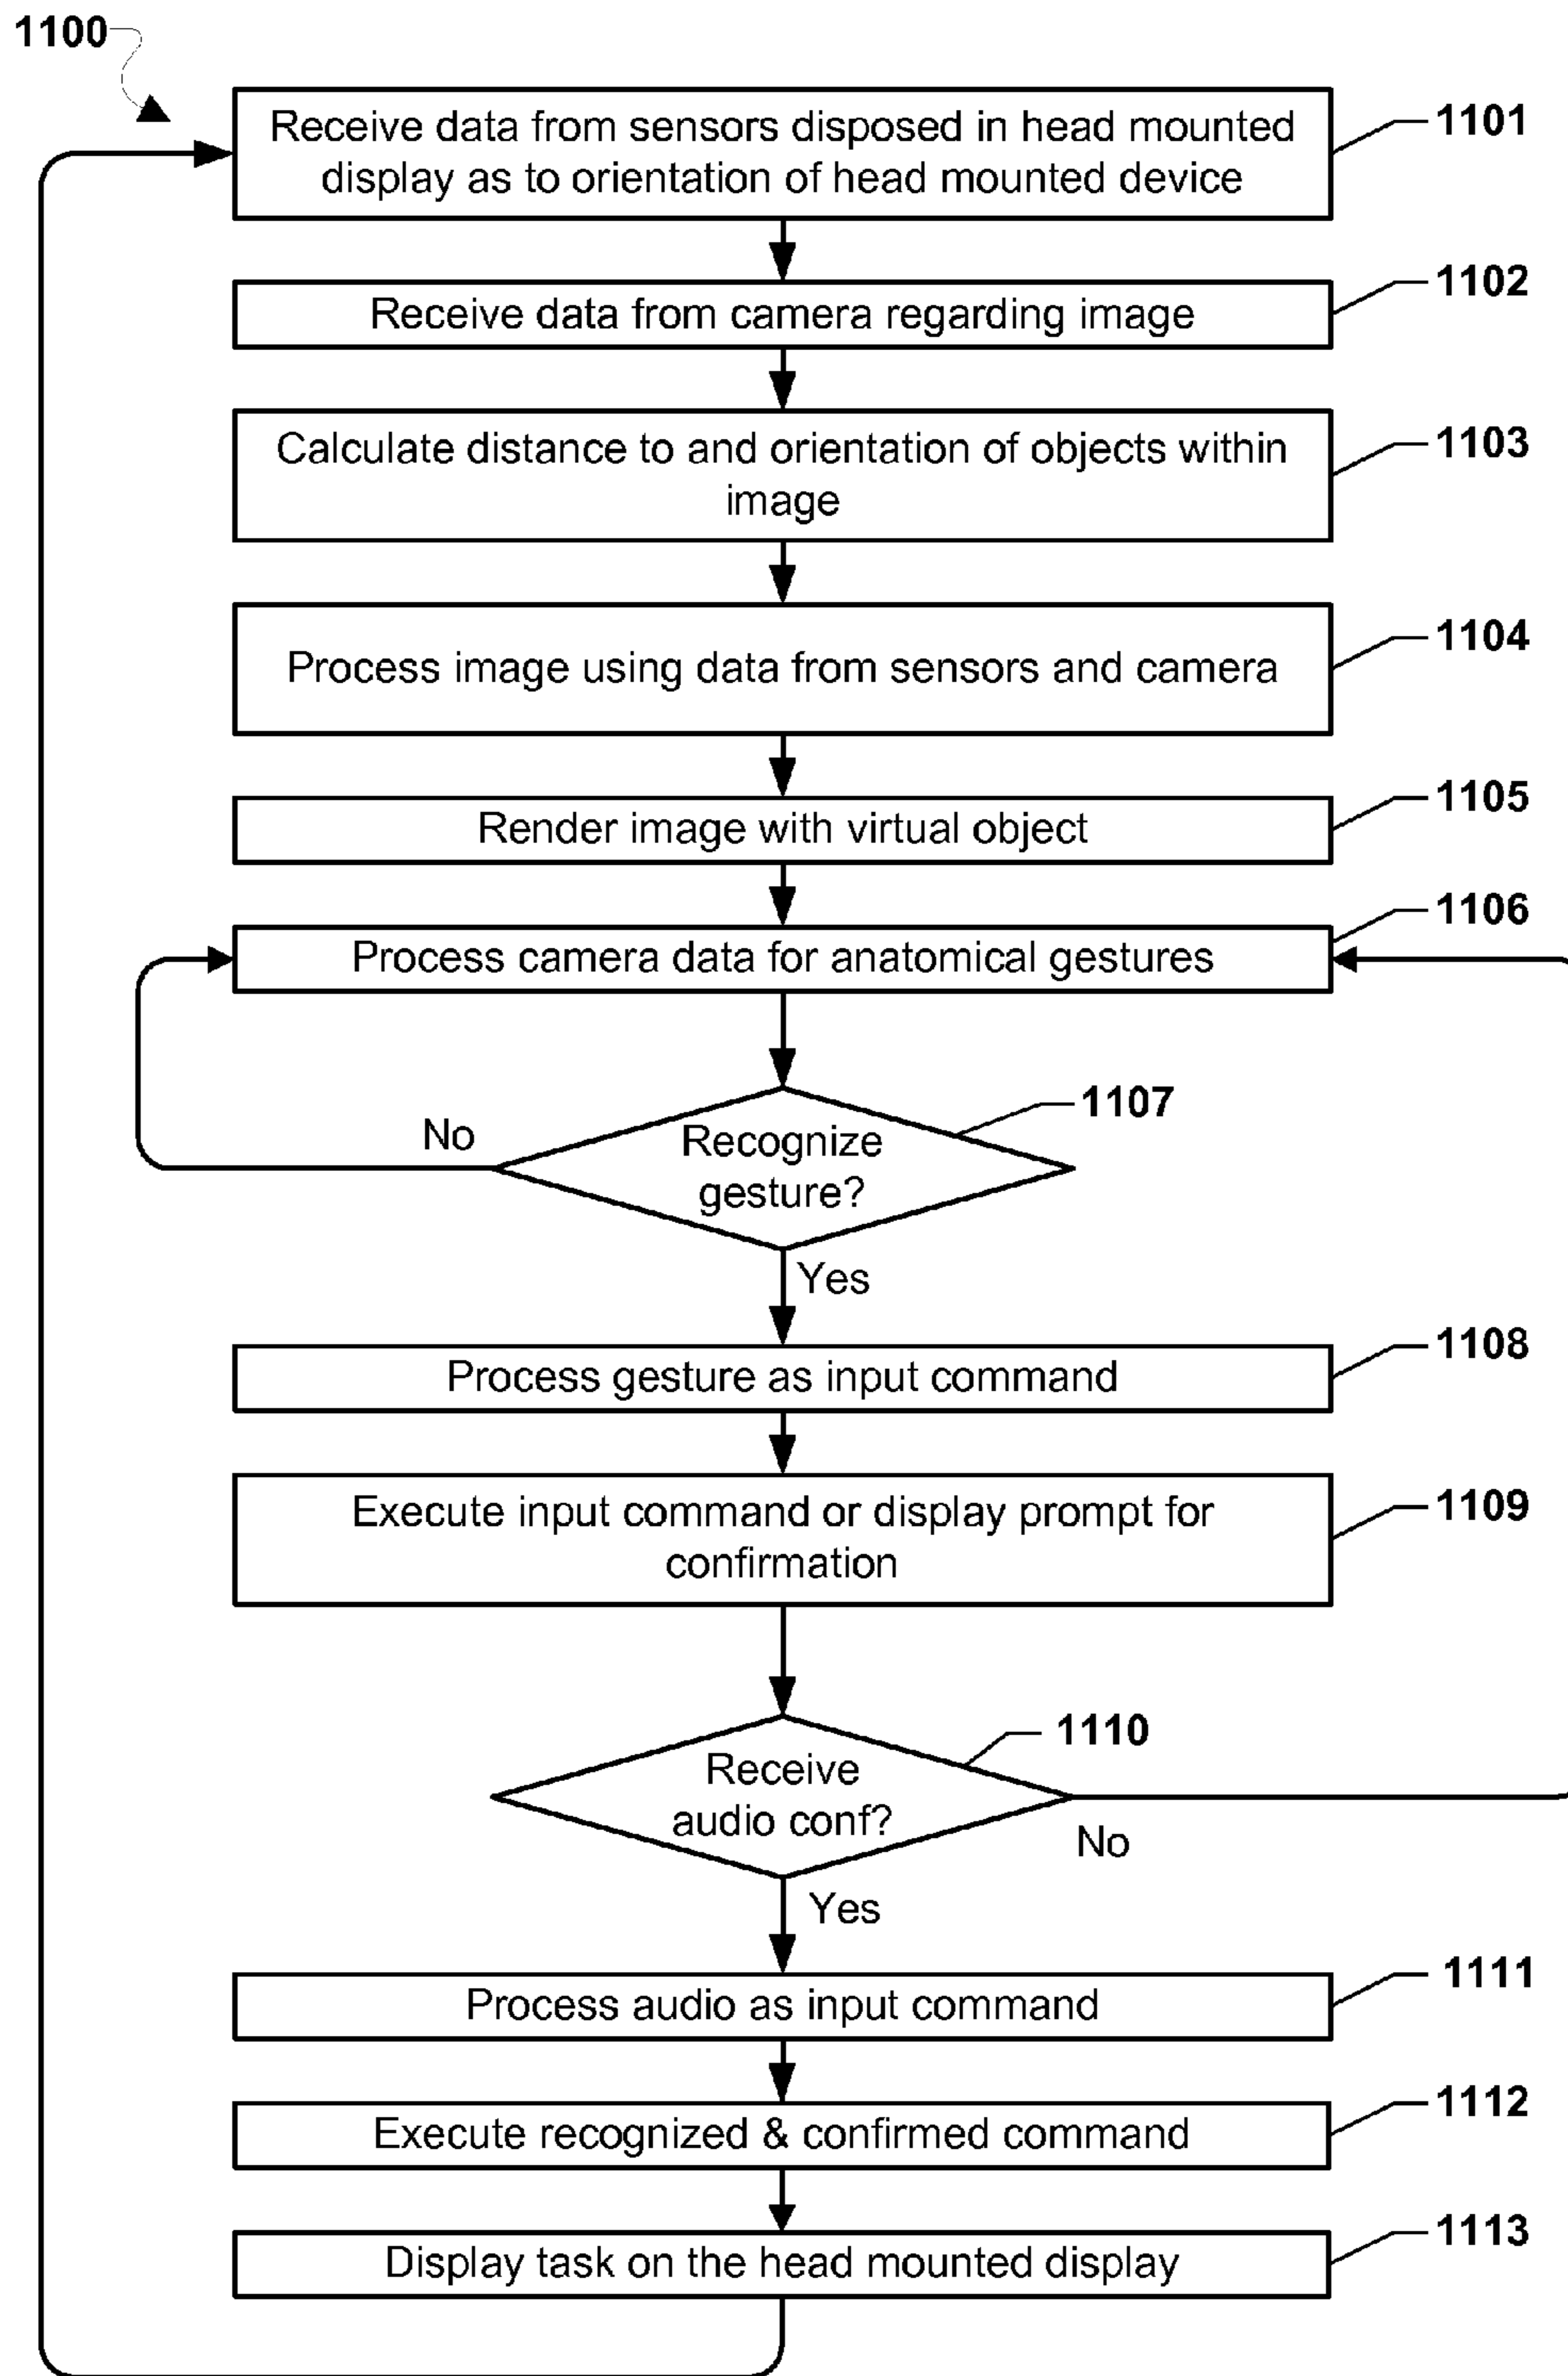 1100
Receive data from sensors disposed in head mounted
display as to orientation of head mounted device
1101
Receive data from camera regarding image
1102
Calculate distance to and orientation of objects within
image
1103
Process image using data from sensors and camera
1104
Render image with virtual object
1105
Process camera data for anatomical gestures
1106
Recognize
gesture?
1107
No
Yes
Process gesture as input command
1108
Execute input command or display prompt for
confirmation
1109
Receive
audio conf?
1110
No
Yes
Process audio as input command
1111
Execute recognized & confirmed command
1112
Display task on the head mounted display
1113